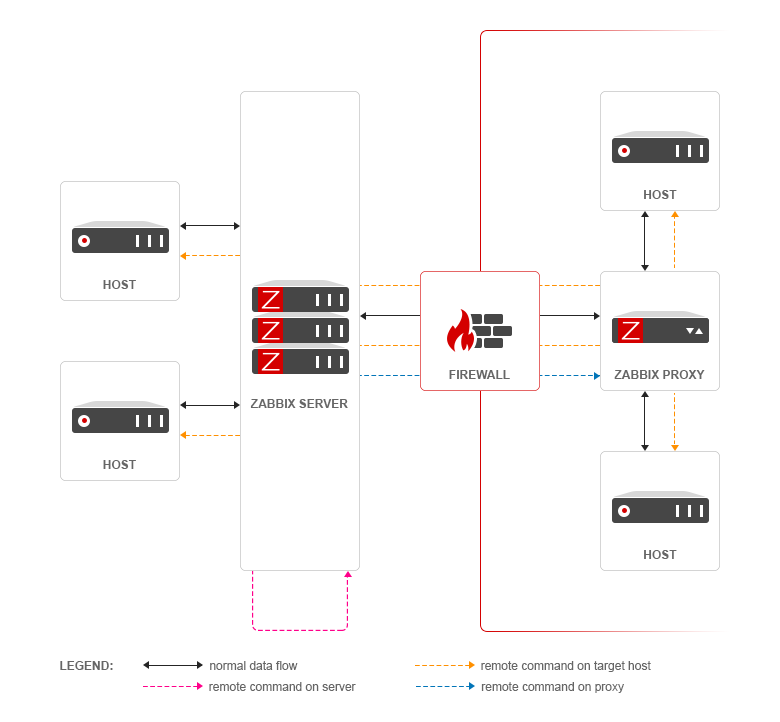 HOST
HOST
HOST
ZABBIX SERVER
FIREWALL
ZABBIX PROXY
HOST
HOST
LEGEND:
normal data flow
remote command on target host
remote command on server
remote command on proxy